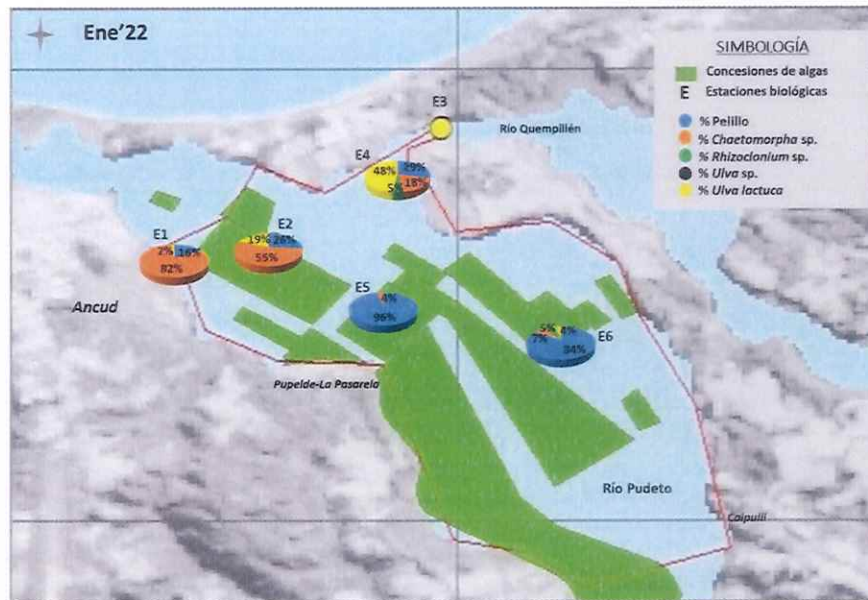 Ene'22
SIMBOLOGÍA
Concesiones de algas
E Estaciones biológicas
% Pelillo
% Chaetomorpha sp.
% Rhizoclonium sp.
% Ulva sp.
% Ulva lactuca
E3
Río Quempillén
E4
48% 29%
5% 18%
E1
2% 16%
82%
E2
19% 26%
55%
Ancud
E5
4%
96%
E6
5% 4%
7% 84%
Pupelde-La Pasarela
Río Pudeto
Caipulli